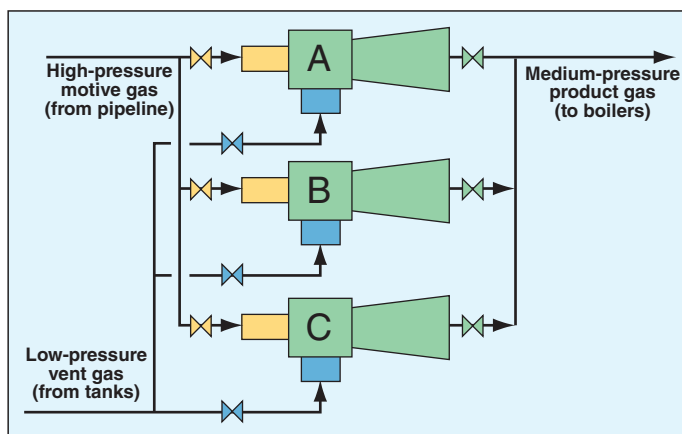 A
High-pressure
motive gas
(from pipeline)
Medium-pressure
product gas
(to boilers)
B
C
Low-pressure
vent gas
(from tanks)